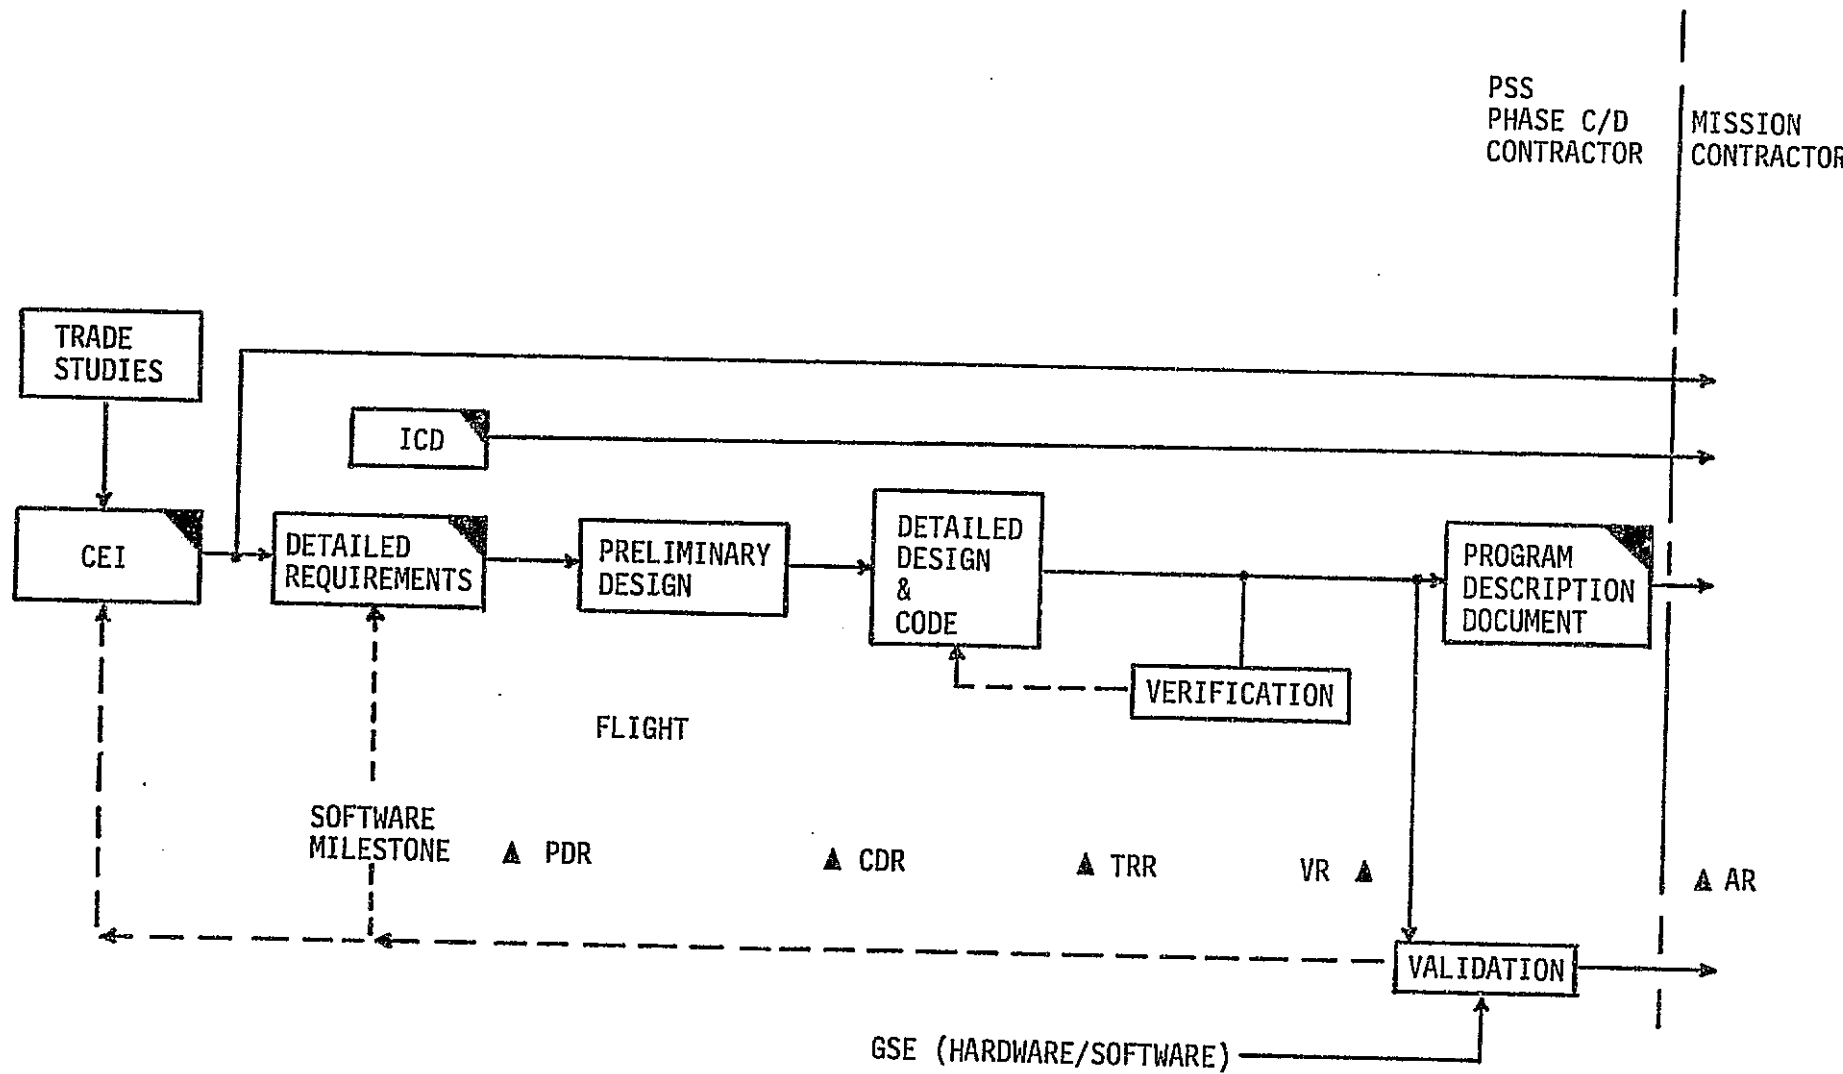 PSS
PHASE C/D
CONTRACTOR
MISSION
CONTRACTOR
TRADE
STUDIES
ICD
CEI
DETAILED
REQUIREMENTS
PRELIMINARY
DESIGN
DETAILED
DESIGN
&
CODE
PROGRAM
DESCRIPTION
DOCUMENT
VERIFICATION
FLIGHT
SOFTWARE
MILESTONE
PDR
CDR
TRR
VR
AR
VALIDATION
GSE (HARDWARE/SOFTWARE)